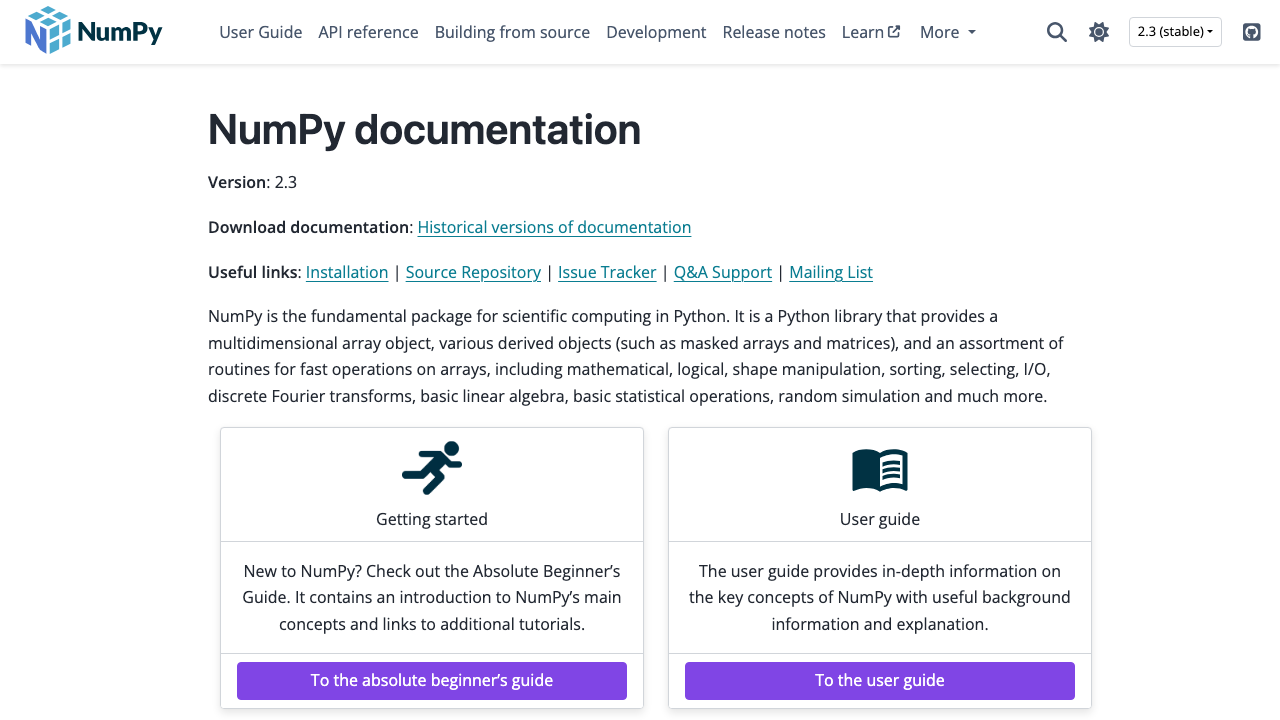 NumPy
User Guide API reference Building from source Development Release notes Learn More
2.3 (stable)
NumPy documentation
Version: 2.3
Download documentation: Historical versions of documentation
Useful links: Installation | Source Repository | Issue Tracker | Q&A Support | Mailing List
NumPy is the fundamental package for scientific computing in Python. It is a Python library that provides a
multidimensional array object, various derived objects (such as masked arrays and matrices), and an assortment of
routines for fast operations on arrays, including mathematical, logical, shape manipulation, sorting, selecting, I/O,
discrete Fourier transforms, basic linear algebra, basic statistical operations, random simulation and much more.
Getting started
New to NumPy? Check out the Absolute Beginner’s
Guide. It contains an introduction to NumPy’s main
concepts and links to additional tutorials.
To the absolute beginner’s guide
User guide
The user guide provides in-depth information on
the key concepts of NumPy with useful background
information and explanation.
To the user guide